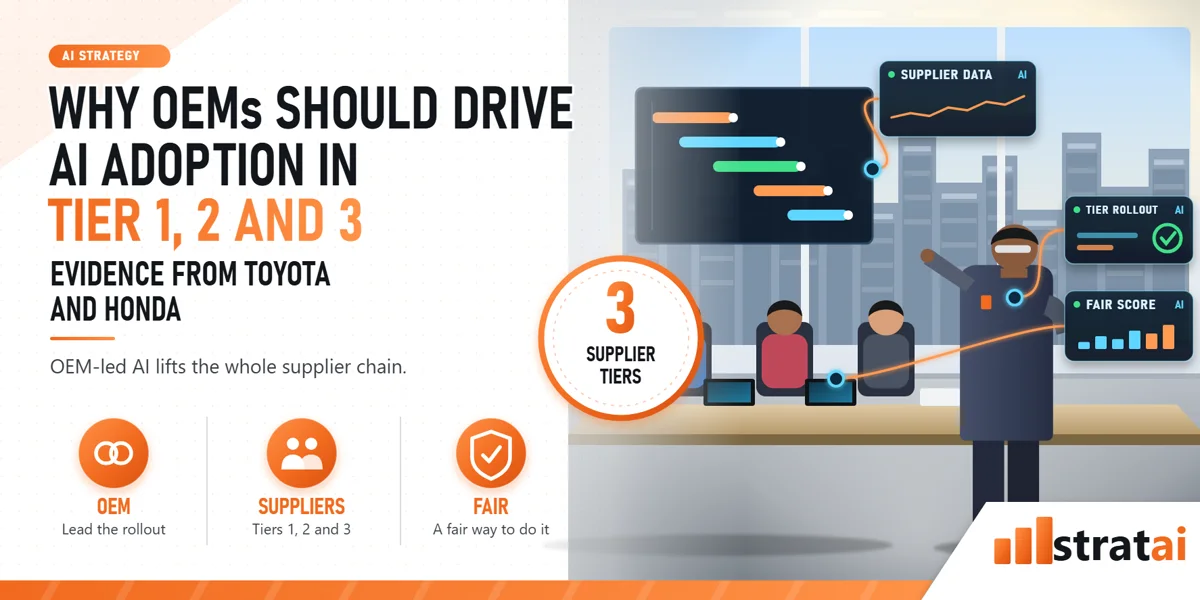 AI STRATEGY
WHY OEMs SHOULD DRIVE
AI ADOPTION IN
TIER 1, 2 AND 3
EVIDENCE FROM TOYOTA
AND HONDA
OEM-led AI lifts the whole supplier chain.
OEM
Lead the rollout
SUPPLIERS
Tiers 1, 2 and 3
FAIR
A fair way to do it
3
SUPPLIER
TIERS
SUPPLIER DATA AI
TIER ROLLOUT AI
FAIR SCORE AI
stratai